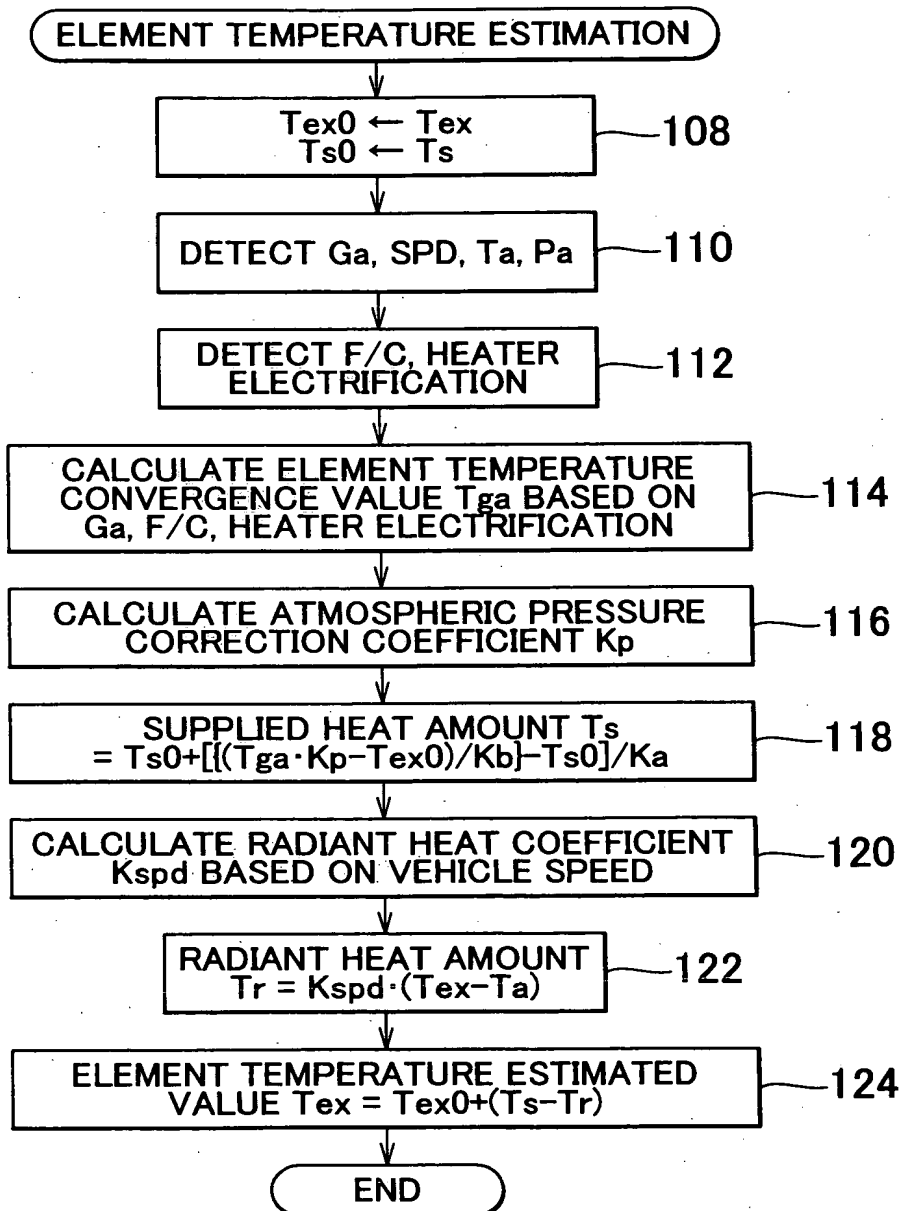 ELEMENT TEMPERATURE ESTIMATION
Tex0 ← Tex
Ts0 ← Ts
108
DETECT Ga, SPD, Ta, Pa
110
DETECT F/C, HEATER
ELECTRIFICATION
112
CALCULATE ELEMENT TEMPERATURE
CONVERGENCE VALUE Tga BASED ON
Ga, F/C, HEATER ELECTRIFICATION
114
CALCULATE ATMOSPHERIC PRESSURE
CORRECTION COEFFICIENT Kp
116
SUPPLIED HEAT AMOUNT Ts
= Ts0+[{(Tga·Kp-Tex0)/Kb}-Ts0]/Ka
118
CALCULATE RADIANT HEAT COEFFICIENT
Kspd BASED ON VEHICLE SPEED
120
RADIANT HEAT AMOUNT
Tr = Kspd·(Tex-Ta)
122
ELEMENT TEMPERATURE ESTIMATED
VALUE Tex = Tex0+(Ts-Tr)
124
END